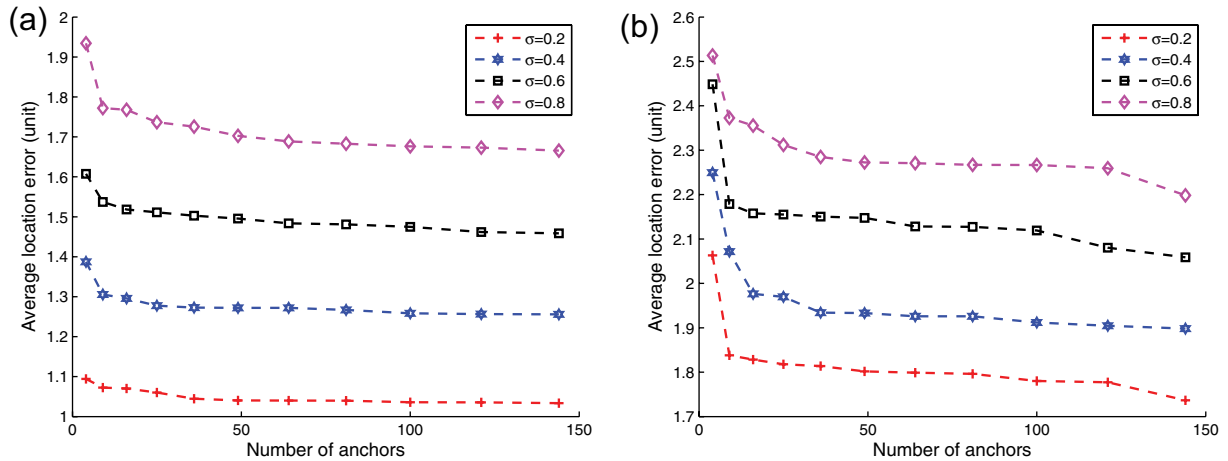 (a)
2
1.9
1.8
1.7
1.6
1.5
1.4
1.3
1.2
1.1
1
Average location error (unit)
σ=0.2
σ=0.4
σ=0.6
σ=0.8
0
50
100
150
Number of anchors
(b)
2.6
2.5
2.4
2.3
2.2
2.1
2
1.9
1.8
1.7
Average location error (unit)
σ=0.2
σ=0.4
σ=0.6
σ=0.8
0
50
100
150
Number of anchors